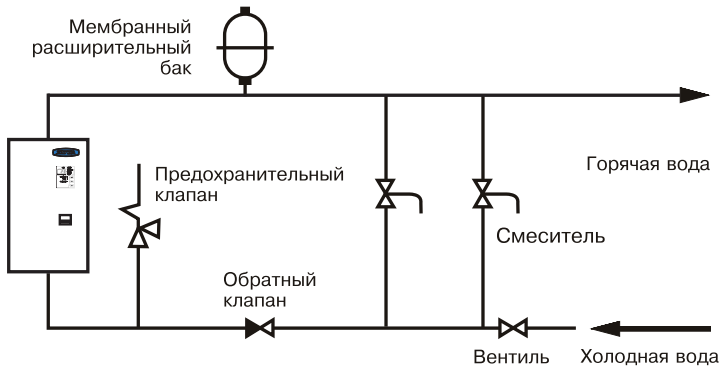 Мембранный
расширительный
бак
Горячая вода
Предохранительный
клапан
Смеситель
Обратный
клапан
Вентиль
Холодная вода